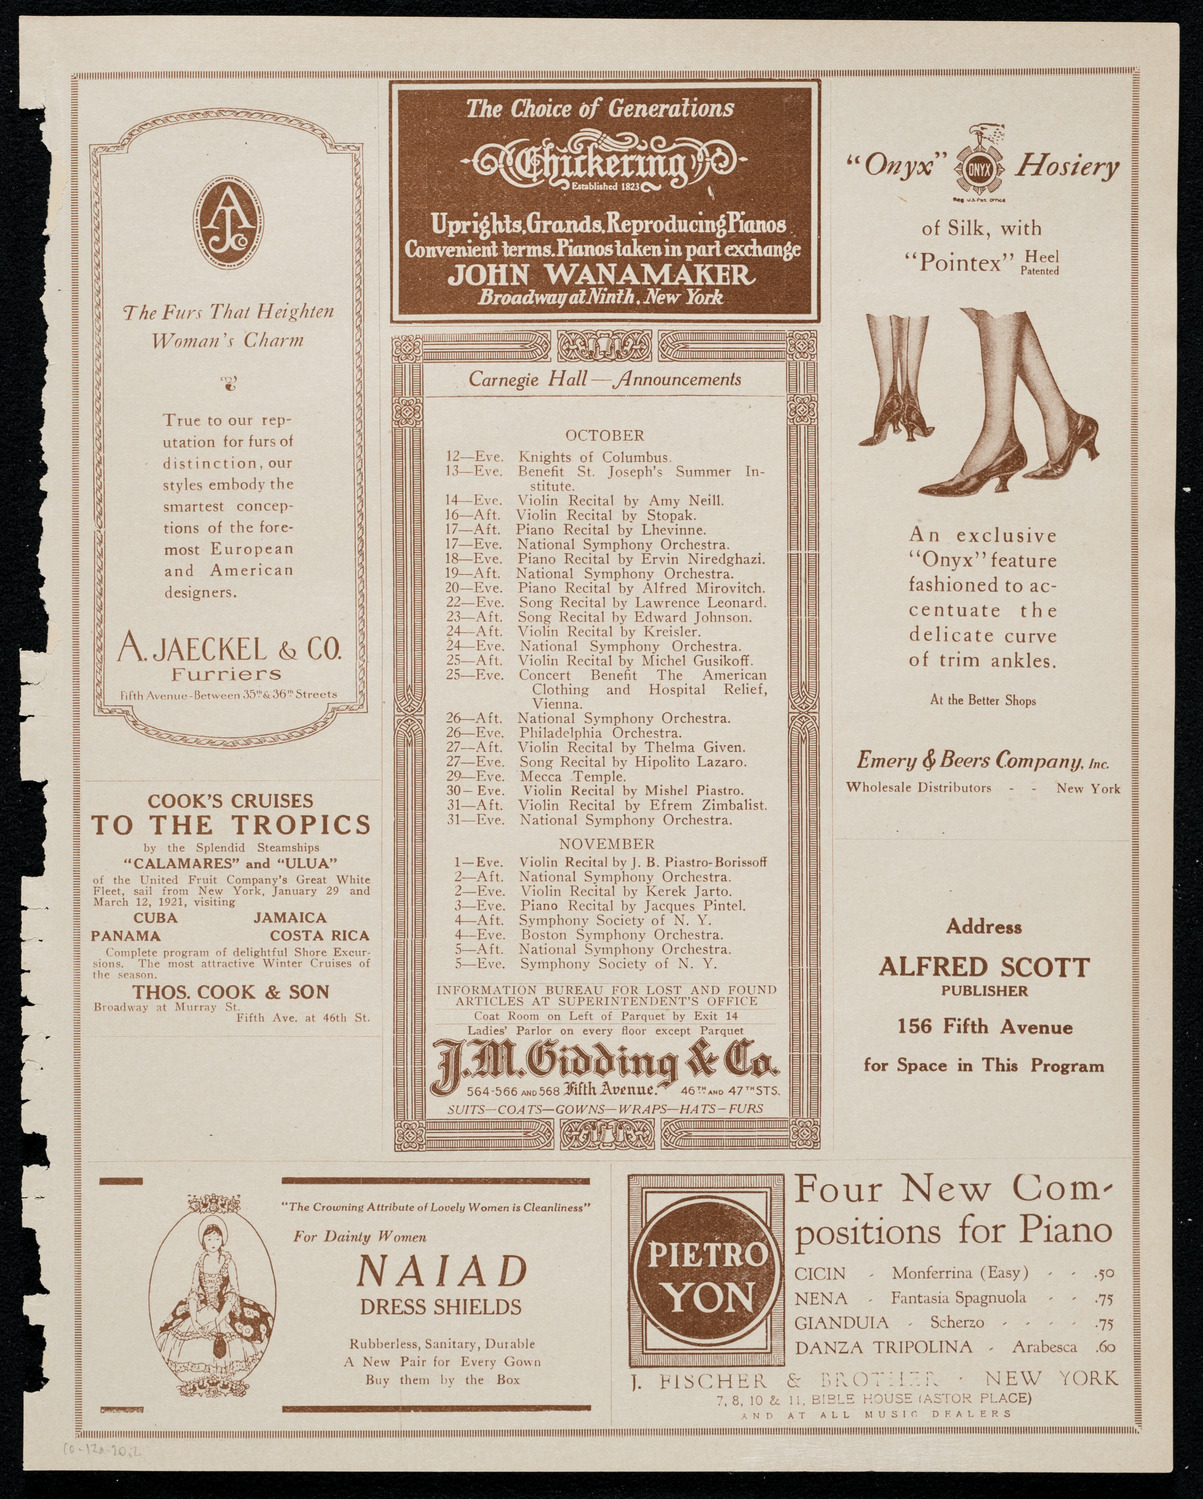 The Choice of Generations
Chickering
Established 1823
Uprights, Grands, Reproducing Pianos
Convenient terms. Pianos taken in part exchange
JOHN WANAMAKER
Broadway at Ninth, New York
AJCo
The Furs That Heighten
Woman's Charm
True to our rep-
utation for furs of
distinction, our
styles embody the
smartest concep-
tions of the fore-
most European
and American
designers.
A. JAECKEL & CO.
Furriers
Fifth Avenue-Between 35th & 36th Streets
COOK'S CRUISES
TO THE TROPICS
by the Splendid Steamships
"CALAMARES" and "ULUA"
of the United Fruit Company's Great White
Fleet, sail from New York, January 29 and
March 12, 1921, visiting
CUBA JAMAICA
PANAMA COSTA RICA
Complete program of delightful Shore Excur-
sions. The most attractive Winter Cruises of
the season.
THOS. COOK & SON
Broadway at Murray St.
Fifth Ave. at 46th St.
Carnegie Hall—Announcements
OCTOBER
12—Eve. Knights of Columbus.
13—Eve. Benefit St. Joseph's Summer In-
stitute.
14—Eve. Violin Recital by Amy Neill.
16—Aft. Violin Recital by Stopak.
17—Aft. Piano Recital by Lhevinne.
17—Eve. National Symphony Orchestra.
18—Eve. Piano Recital by Ervin Niredghazi.
19—Aft. National Symphony Orchestra.
20—Eve. Piano Recital by Alfred Mirovitch.
22—Eve. Song Recital by Lawrence Leonard.
23—Aft. Song Recital by Edward Johnson.
24—Aft. Violin Recital by Kreisler.
24—Eve. National Symphony Orchestra.
25—Aft. Violin Recital by Michel Gusikoff.
25—Eve. Concert Benefit The American
Clothing and Hospital Relief,
Vienna.
26—Aft. National Symphony Orchestra.
26—Eve. Philadelphia Orchestra.
27—Aft. Violin Recital by Thelma Given.
27—Eve. Song Recital by Hipolito Lazaro.
29—Eve. Mecca Temple.
30—Eve. Violin Recital by Mishel Piastro.
31—Aft. Violin Recital by Efrem Zimbalist.
31—Eve. National Symphony Orchestra.
NOVEMBER
1—Eve. Violin Recital by J. B. Piastro-Borissoff
2—Aft. National Symphony Orchestra.
2—Eve. Violin Recital by Kerek Jarto.
3—Eve. Piano Recital by Jacques Pintel.
4—Aft. Symphony Society of N. Y.
4—Eve. Boston Symphony Orchestra.
5—Aft. National Symphony Orchestra.
5—Eve. Symphony Society of N. Y.
INFORMATION BUREAU FOR LOST AND FOUND
ARTICLES AT SUPERINTENDENT'S OFFICE
Coat Room on Left of Parquet by Exit 14
Ladies' Parlor on every floor except Parquet
J.M. Gidding & Co.
564-566 AND 568 Fifth Avenue. 46TH AND 47TH STS.
SUITS—COATS—GOWNS—WRAPS—HATS—FURS
"Onyx" ONYX Hosiery
Reg. U.S. Pat. Office
of Silk, with
"Pointex" Heel
Patented
An exclusive
"Onyx" feature
fashioned to ac-
centuate the
delicate curve
of trim ankles.
At the Better Shops
Emery & Beers Company, Inc.
Wholesale Distributors - - New York
Address
ALFRED SCOTT
PUBLISHER
156 Fifth Avenue
for Space in This Program
"The Crowning Attribute of Lovely Women is Cleanliness"
For Dainty Women
NAIAD
DRESS SHIELDS
Rubberless, Sanitary, Durable
A New Pair for Every Gown
Buy them by the Box
PIETRO
YON
Four New Com-
positions for Piano
CICIN - Monferrina (Easy) - - .50
NENA - Fantasia Spagnuola - - .75
GIANDUIA - Scherzo - - - - .75
DANZA TRIPOLINA - Arabesca .60
J. FISCHER & BROTHER - NEW YORK
7, 8, 10 & 11, BIBLE HOUSE (ASTOR PLACE)
AND AT ALL MUSIC DEALERS